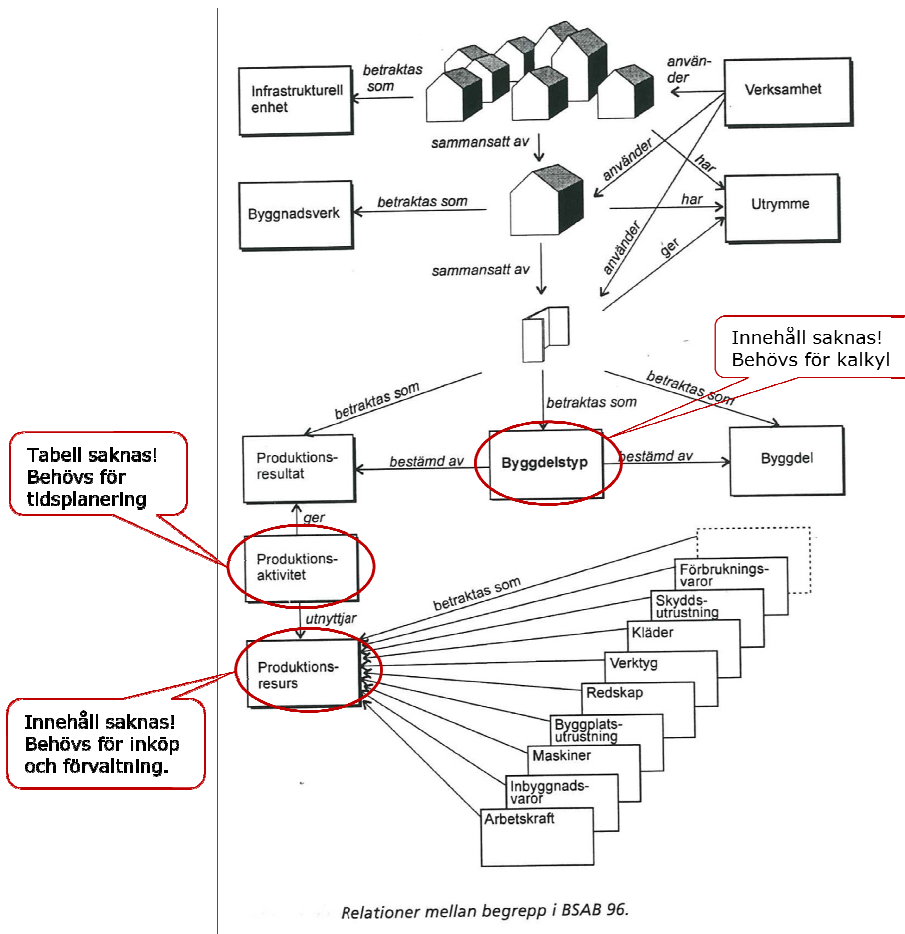 betraktas
som
Infrastrukturell
enhet
använ-
der
Verksamhet
sammansatt av
använder
har
Byggnadsverk
betraktas som
har
Utrymme
sammansatt av
använder
ger
Innehåll saknas!
Behövs för kalkyl
betraktas som
betraktas som
betraktas som
Tabell saknas!
Behövs för
tidsplanering
Produktions-
resultat
bestämd av
Byggdelstyp
bestämd av
Byggdel
ger
Produktions-
aktivitet
utnyttjar
betraktas som
Förbruknings-
varor
Skydds-
utrustning
Kläder
Produktions-
resurs
Verktyg
Redskap
Innehåll saknas!
Behövs för inköp
och förvaltning.
Byggplats-
utrustning
Maskiner
Inbyggnads-
varor
Arbetskraft
Relationer mellan begrepp i BSAB 96.